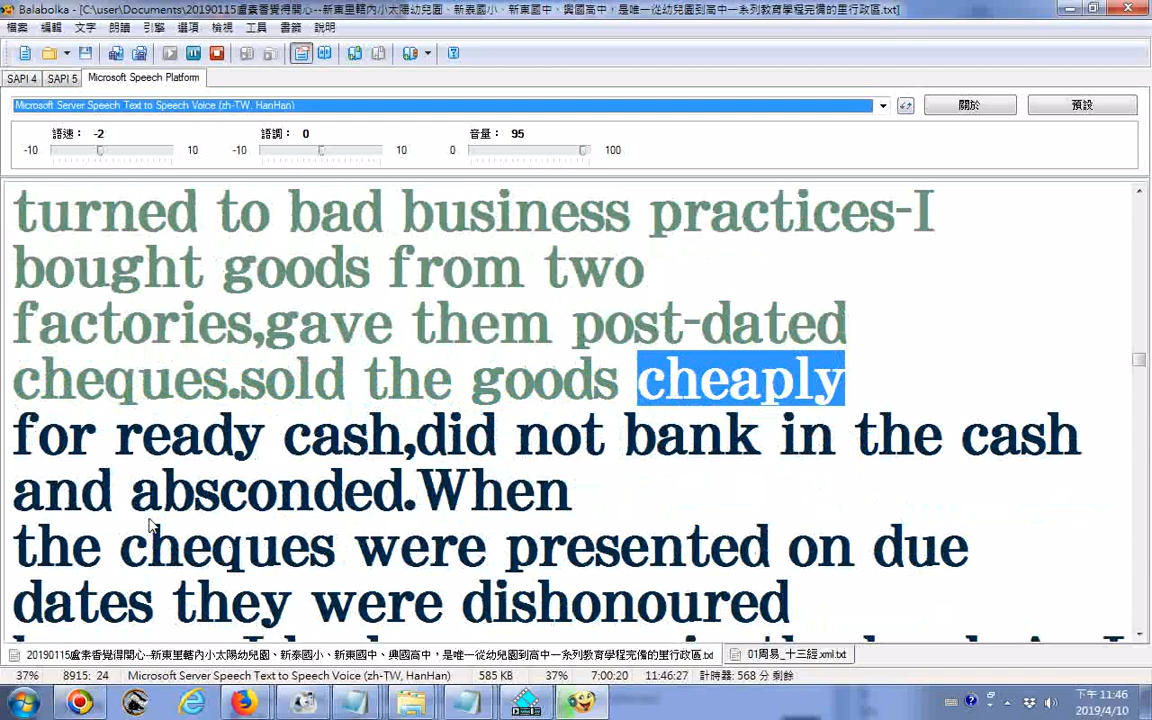 Balabolka - [C:\user\Documents\20190115盧素香覺得開心--新東里轄內小太陽幼兒園、新泰國小、新東國中、興國高中，是唯一從幼兒園到高中一系列教育學程完備的里行政區.txt]
檔案 編輯 文字 朗讀 引擎 選項 檢視 工具 書籤 說明
SAPI 4 SAPI 5 Microsoft Speech Platform
Microsoft Server Speech Text to Speech Voice (zh-TW, HanHan)
關於 預設
語速： -2 語調： 0 音量： 95
-10 10 -10 10 0 100
turned to bad business practices-I
bought goods from two
factories,gave them post-dated
cheques.sold the goods cheaply
for ready cash,did not bank in the cash
and absconded.When
the cheques were presented on due
dates they were dishonoured
20190115盧素香覺得開心--新東里轄內小太陽幼兒園、新泰國小、新東國中、興國高中，是唯一從幼兒園到高中一系列教育學程完備的里行政區.txt 01周易_十三經.xml.txt
37% 8915: 24 Microsoft Server Speech Text to Speech Voice (zh-TW, HanHan) 585 KB 37% 7:00:20 11:46:27 計時器: 568 分 剩餘
下午 11:46
2019/4/10